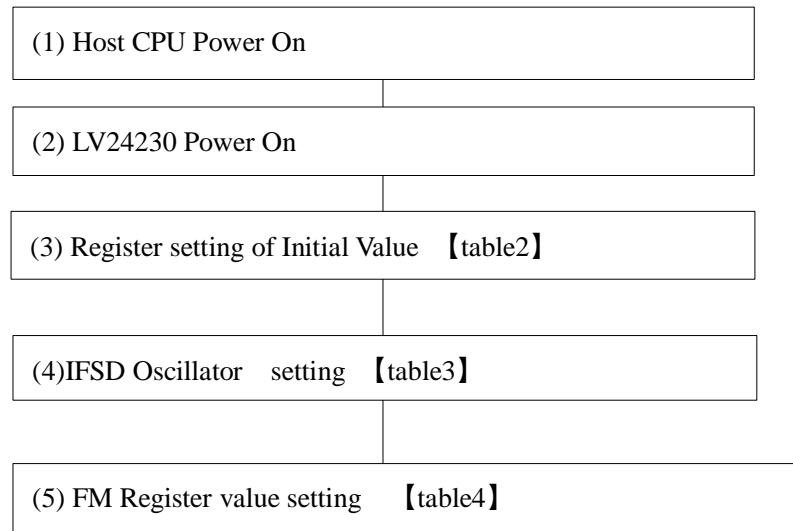 (1) Host CPU Power On
(2) LV24230 Power On
(3) Register setting of Initial Value 【table2】
(4)IFSD Oscillator setting 【table3】
(5) FM Register value setting 【table4】